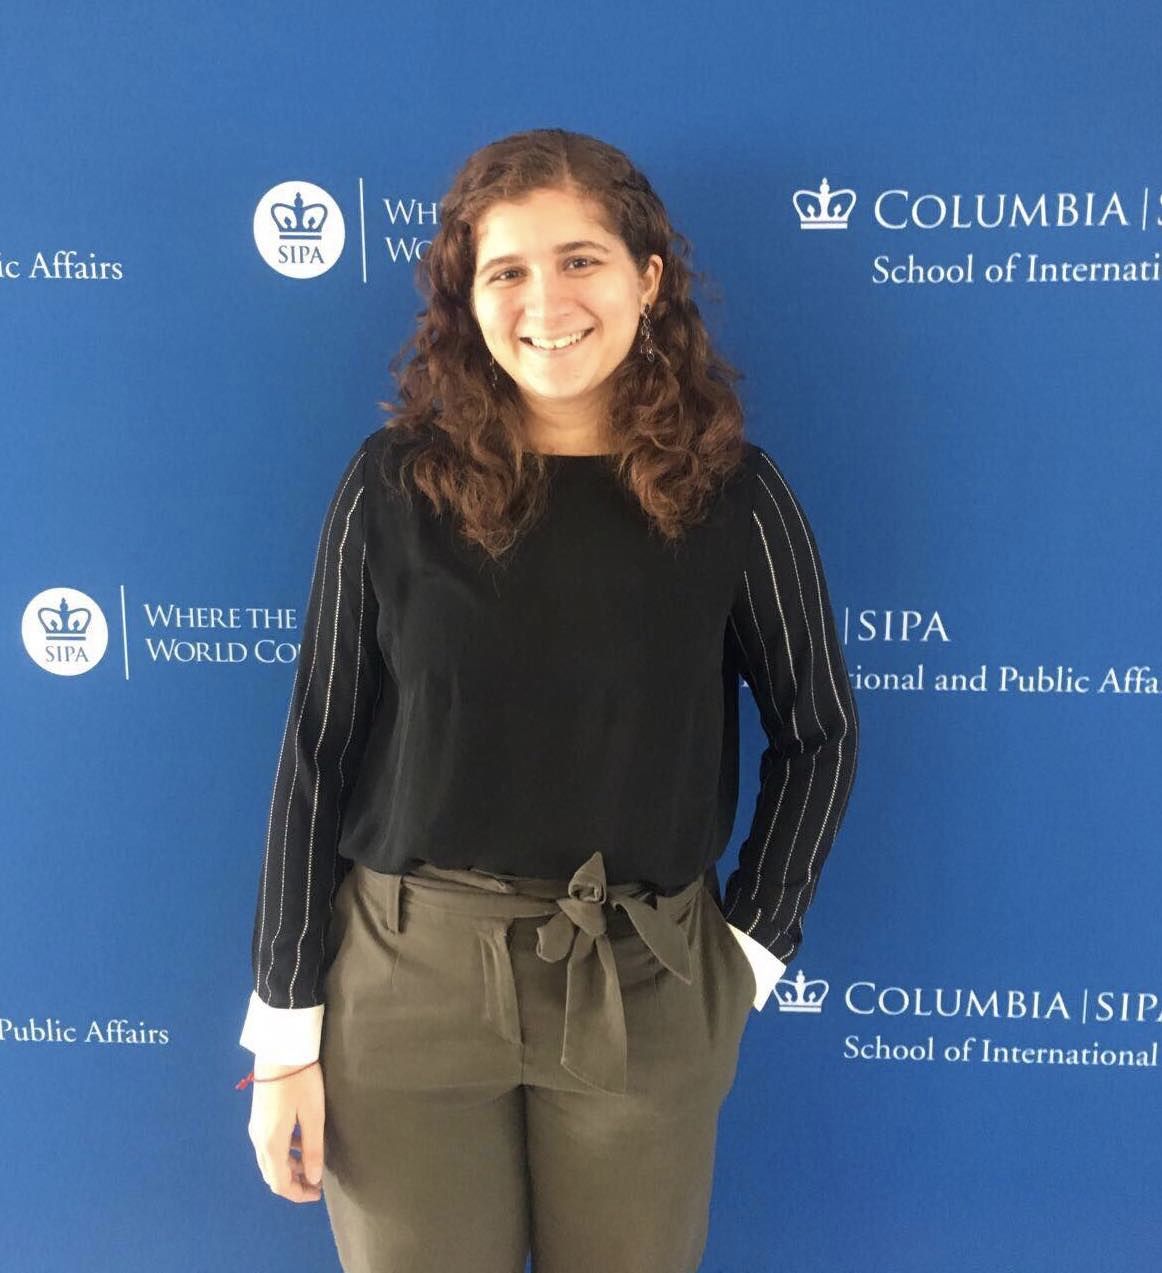 SIPA
WH
WO
COLUMBIA | S
School of Internati
ic Affairs
SIPA
WHERE THE
WORLD CO
| SIPA
ional and Public Affa
COLUMBIA | SIPA
School of International
Public Affairs